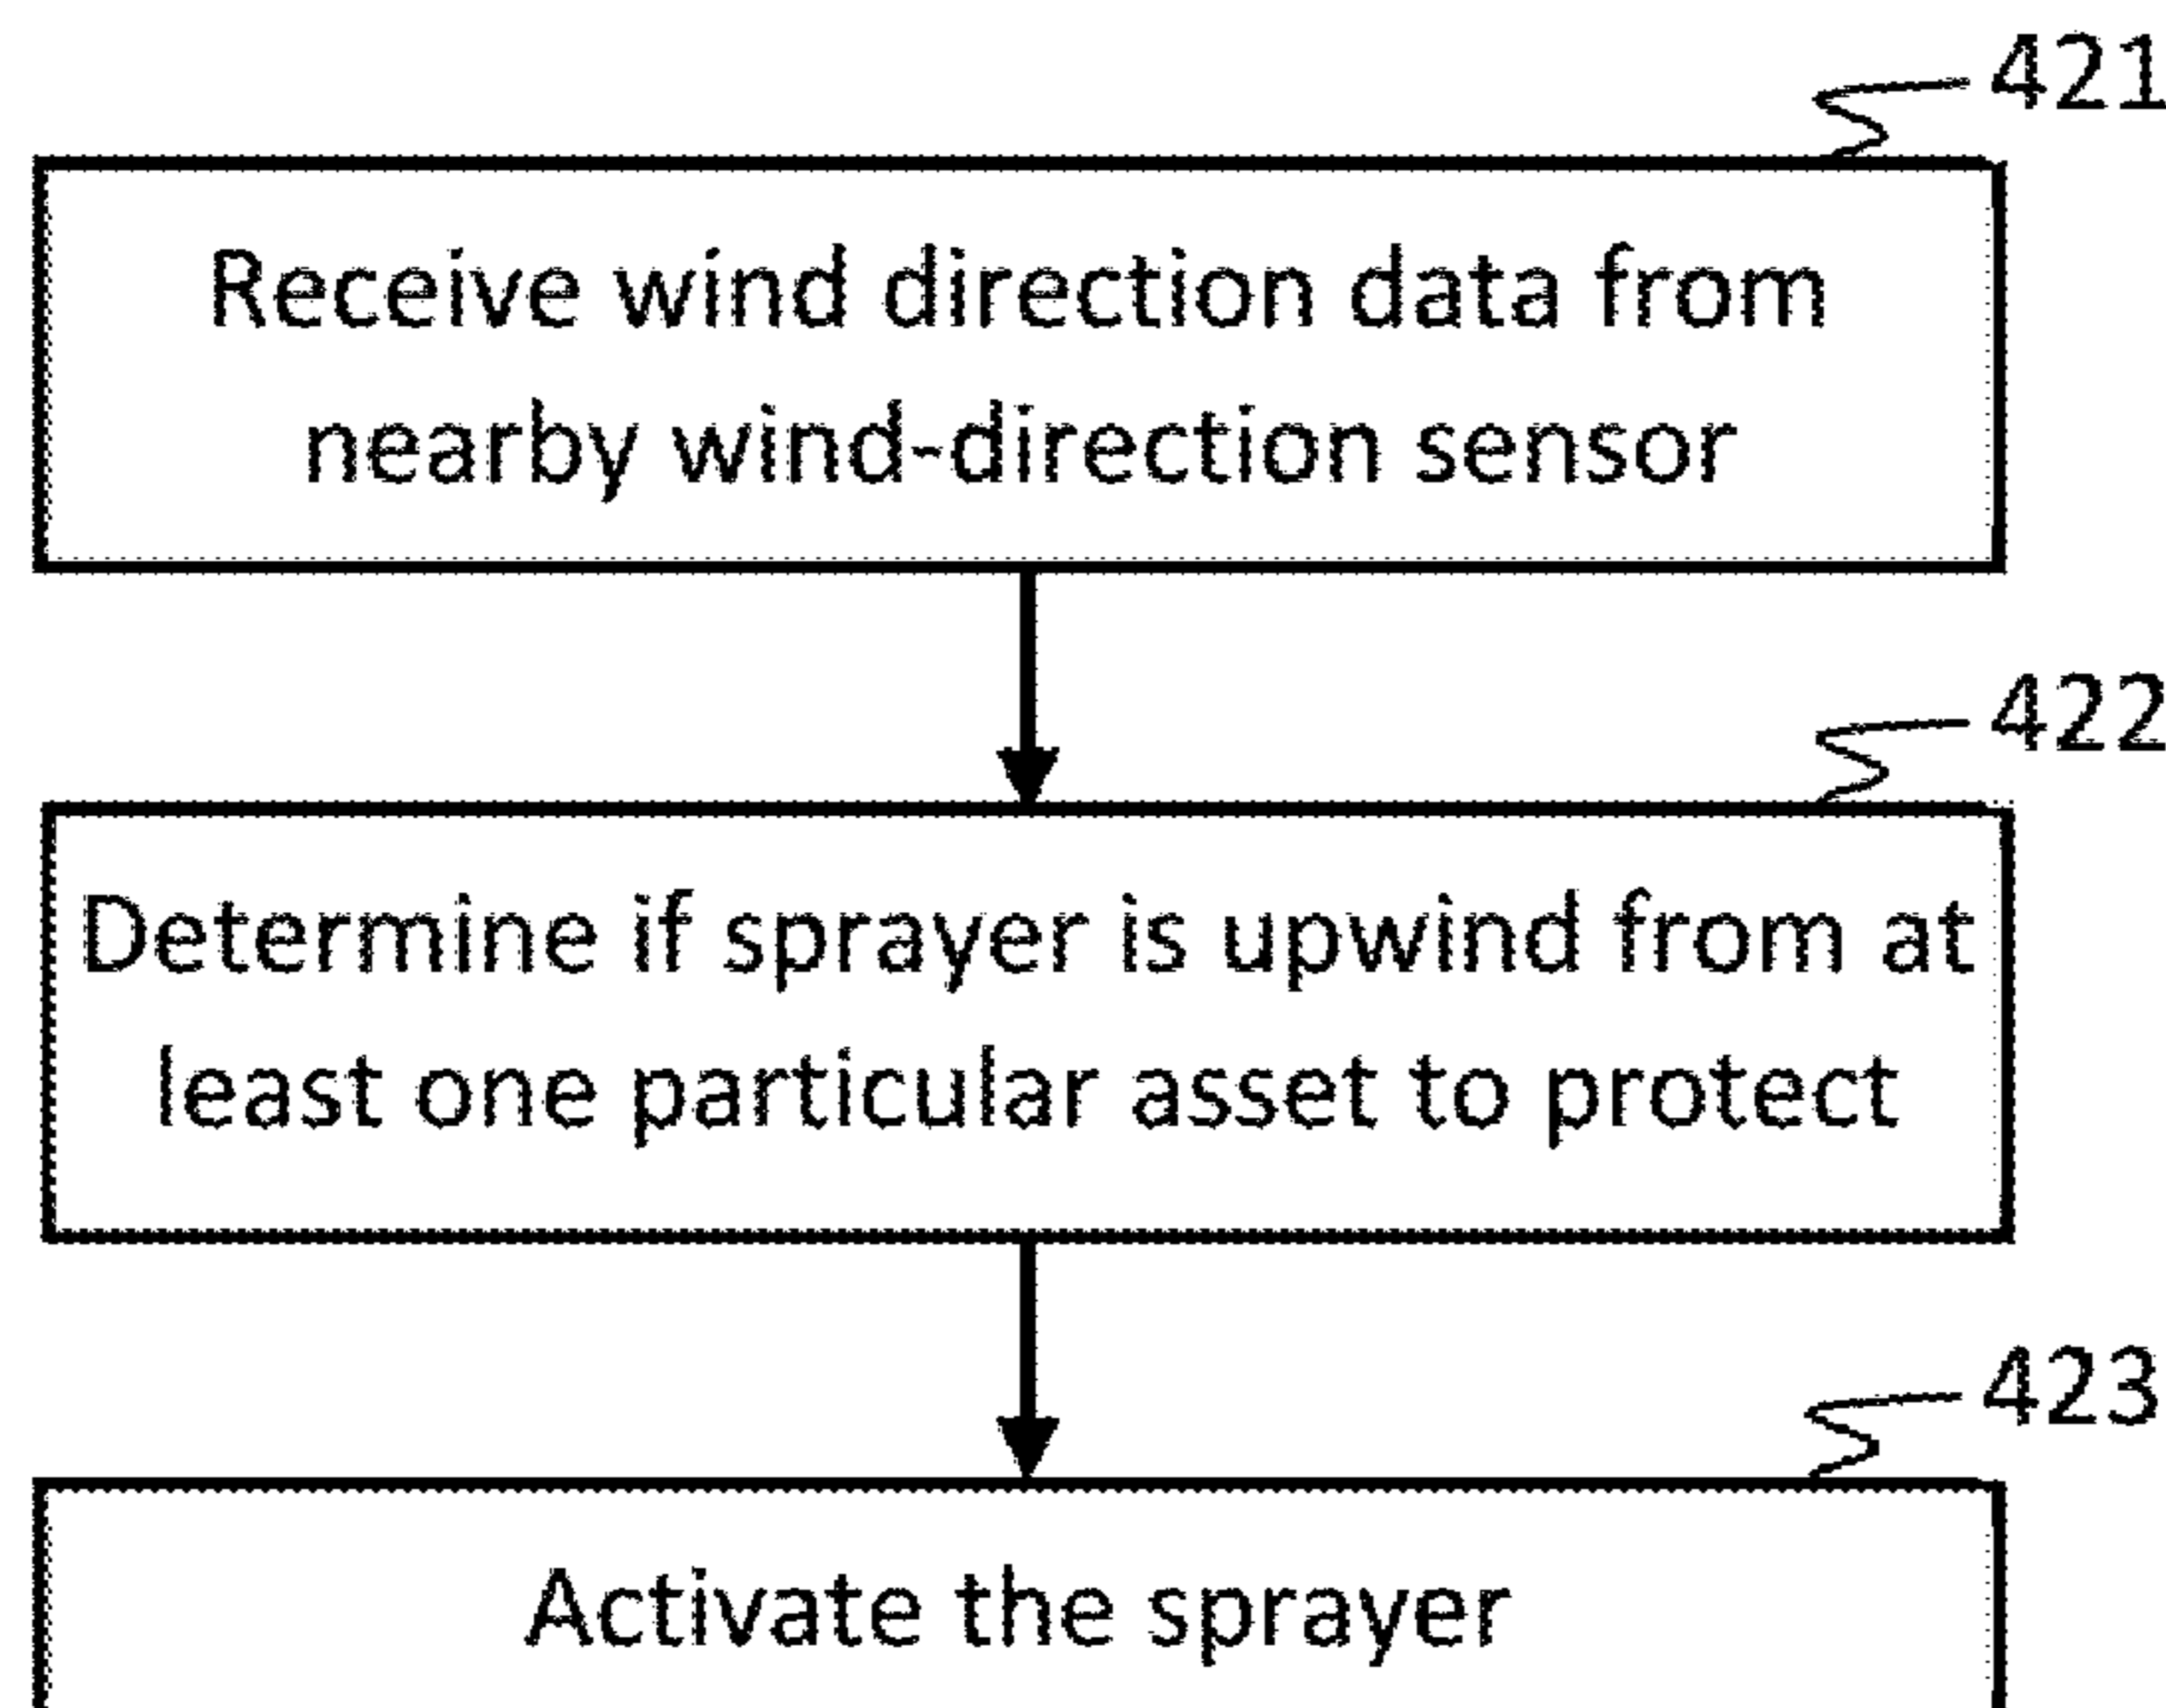 421
Receive wind direction data from
nearby wind-direction sensor
422
Determine if sprayer is upwind from at
least one particular asset to protect
423
Activate the sprayer